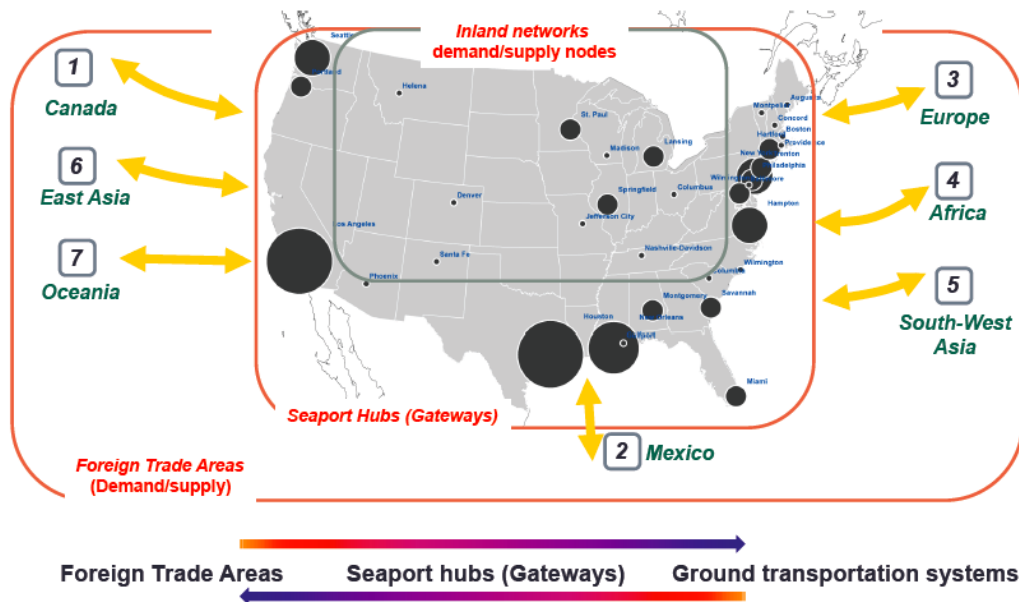 Inland networks
demand/supply nodes
1
Canada
6
East Asia
7
Oceania
3
Europe
4
Africa
5
South-West
Asia
2
Mexico
Seattle
Helena
St. Paul
Madison
Lansing
Augusta
Montpelier
Concord
Boston
Hartford
Providence
Philadelphia
Springfield
Columbus
Denver
Jefferson City
Hampton
Los Angeles
Santa Fe
Nashville-Davidson
Wilmington
Phoenix
Columbia
Savannah
Montgomery
Houston
Miami
Seaport Hubs (Gateways)
Foreign Trade Areas
(Demand/supply)
Foreign Trade Areas
Seaport hubs (Gateways)
Ground transportation systems